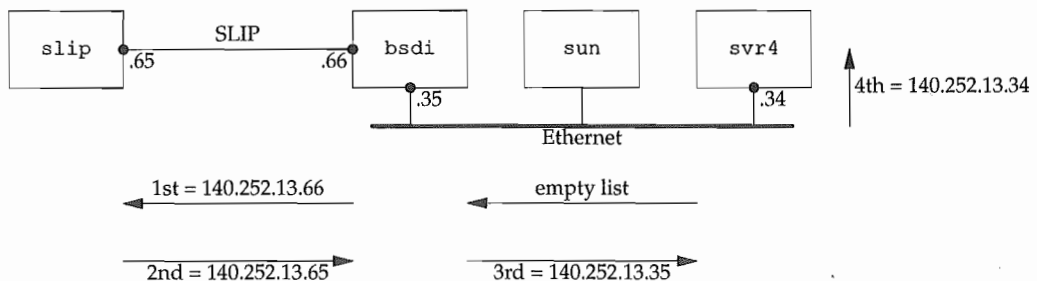 slip
SLIP
bsdi
sun
svr4
.65
.66
.35
.34
4th = 140.252.13.34
Ethernet
1st = 140.252.13.66
empty list
2nd = 140.252.13.65
3rd = 140.252.13.35